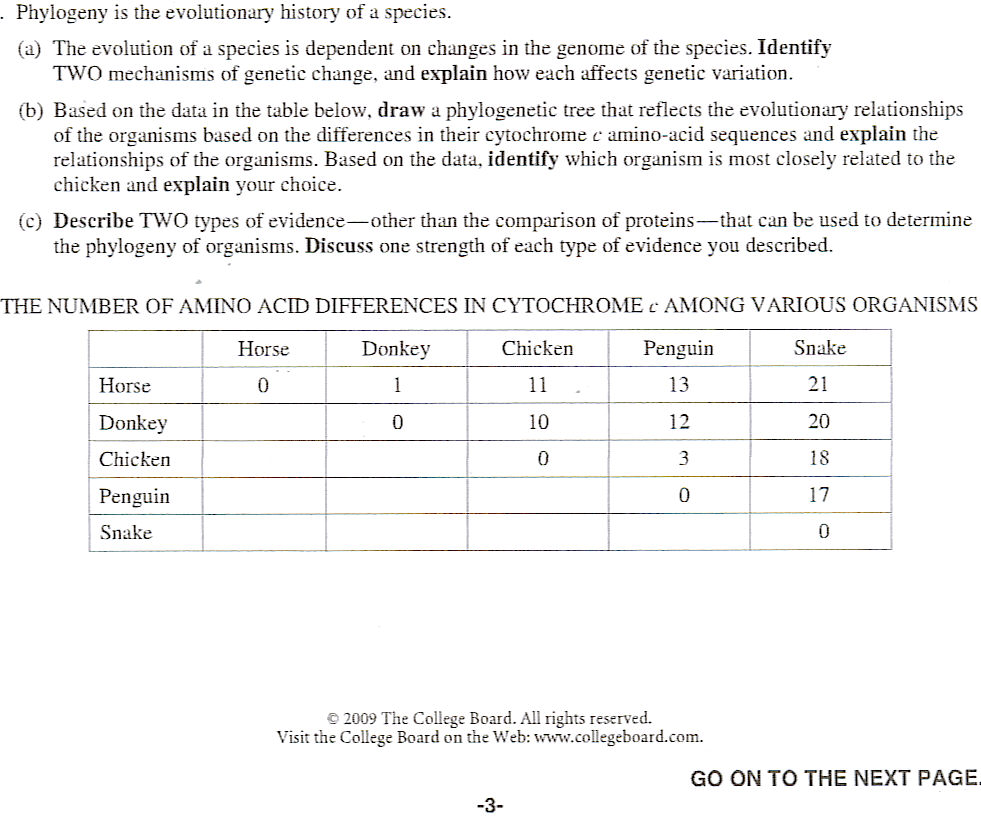 . Phylogeny is the evolutionary history of a species.
(a) The evolution of a species is dependent on changes in the genome of the species. Identify
TWO mechanisms of genetic change, and explain how each affects genetic variation.
(b) Based on the data in the table below, draw a phylogenetic tree that reflects the evolutionary relationships
of the organisms based on the differences in their cytochrome c amino-acid sequences and explain the
relationships of the organisms. Based on the data, identify which organism is most closely related to the
chicken and explain your choice.
(c) Describe TWO types of evidence—other than the comparison of proteins—that can be used to determine
the phylogeny of organisms. Discuss one strength of each type of evidence you described.
THE NUMBER OF AMINO ACID DIFFERENCES IN CYTOCHROME c AMONG VARIOUS ORGANISMS
Horse Donkey Chicken Penguin Snake
Horse 0 1 11 13 21
Donkey 0 10 12 20
Chicken 0 3 18
Penguin 0 17
Snake 0
© 2009 The College Board. All rights reserved.
Visit the College Board on the Web: www.collegeboard.com.
GO ON TO THE NEXT PAGE.
-3-